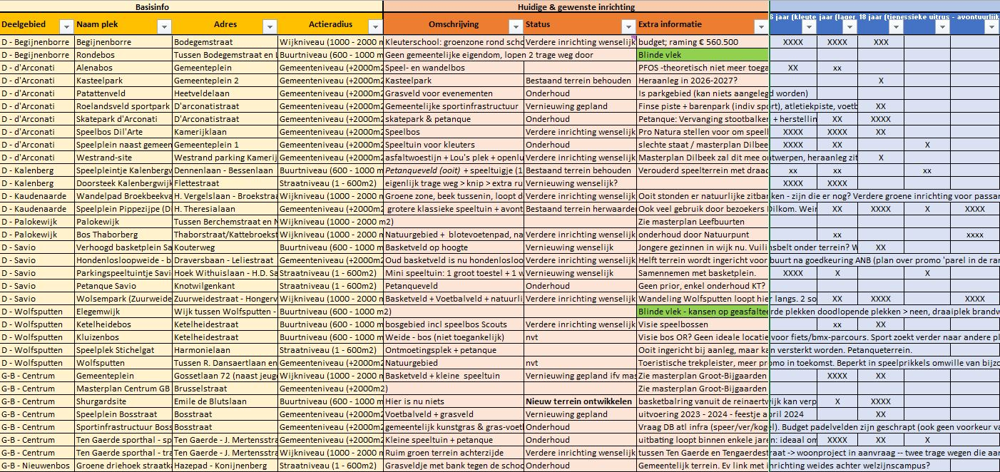 Basisinfo Huidige & gewenste inrichting
Deelgebied Naam plek Adres Actieradius Omschrijving Status Extra informatie 6 jaar (kleute jaar (lager, 18 jaar (tiene ssieke uitrus - avontuurlijk
D - Begijnenborre Begijnenborre Bodegemstraat Wijkniveau (1000 - 2000 m Kleuterschool: groenzone rond scho Verdere inrichting wenselijk budget; raming € 560.500 XXXX XXXX XXX
D - Begijnenborre Rondebos Tussen Bodegemstraat en L Buurtniveau (600 - 1000 m Geen gemeentelijke eigendom, lopen 2 trage weg door Blinde vlek
D - d'Arconati Alenabos Gemeenteplein Gemeenteniveau (+2000m2 Speel- en wandelbos PFOS -theoretisch niet meer toega XX xx
D - d'Arconati Kasteelpark Gemeenteplein 2 Gemeenteniveau (+2000m2 Kasteelpark Bestaand terrein behouden Heraanleg in 2026-2027? X
D - d'Arconati Patattenveld Heetveldelaan Gemeenteniveau (+2000m2 Grasveld voor evenementen Onderhoud Is parkgebied (kan niets aangelegd worden)
D - d'Arconati Roelandsveld sportpark D'arconatistraat Gemeenteniveau (+2000m2 Gemeentelijke sportinfrastructuur Vernieuwing gepland Finse piste + barenpark (indiv sport), atletiekpiste, voetb XX
D - d'Arconati Skatepark d'Arconati D'Arconatistraat Gemeenteniveau (+2000m2 skatepark & petanque Onderhoud Petanque: Vervanging stootbalken + herstellin XX XXXX
D - d'Arconati Speelbos Dil'Arte Kamerijklaan Gemeenteniveau (+2000m2 Speelbos Verdere inrichting wenselijk Pro Natura stellen voor om speell XXXX XXXX XX
D - d'Arconati Speelplein naast gemeen Gemeenteplein 1 Gemeenteniveau (+2000m2 Speeltuin voor kleuters Onderhoud slechte staat / masterplan Dilbee XXXX XX X
D - d'Arconati Westrand-site Westrand parking Kamerij Gemeenteniveau (+2000m2 asfaltwoestijn + Lou's plek + openlu Verdere inrichting wenselijk Masterplan Dilbeek zal dit mee ontwerpen, heraanleg zit X
D - Kalenberg Speelpleintje Kalenbergw Dennenlaan - Bessenlaan Buurtniveau (600 - 1000 m Petanqueveld (ooit) + speeltuigje (1 Bestaand terrein behouden Verouderd speelterrein met draad xx xx xx
D - Kalenberg Doorsteek Kalenbergwijk Flettestraat Straatniveau (1 - 600m2) eigenlijk trage weg > knip > extra ru Vernieuwing wenselijk? XXXX XXXX
D - Kaudenaarde Wandelpad Broekbeekva H. Vergelslaan - Broekstraa Wijkniveau (1000 - 2000 m Groene zone, beek tussenin, loopt d Verdere inrichting wenselijk Ooit stonden er natuurlijke zitbanken - zijn die er nog? Verdere groene inrichting voor passar
D - Kaudenaarde Speelplein Pippezijpe (Di H. Theresialaan Gemeenteniveau (+2000m2 grotere klassieke speeltuin + avont Bestaand terrein herwaarder Ook veel gebruik door bezoekers Dilkom. Wein XX XXXX X XXXX
D - Palokewijk Palokewijk Tussen Berchemstraat en N Wijkniveau (1000 - 2000 m2) Zie masterplan Leefbuurten
D - Palokewijk Bos Thaborberg Thaborstraat/Kattebroekst Wijkniveau (1000 - 2000 m Natuurgebied + blotevoetenpad, na Verdere inrichting wenselijk onderhoud door Natuurpunt xx xxxx
D - Savio Verhoogd basketplein Sa Kouterweg Buurtniveau (600 - 1000 m Basketveld op hoogte Vernieuwing wenselijk Jongere gezinnen in wijk nu. Vuilinsbelt onder terrein? W XX
D - Savio Hondenlosloopweide - b Draversbaan - Leliestraat Gemeenteniveau (+2000m2 Oud basketveld is nu hondenlosloo Verdere inrichting wenselijk Helft terrein wordt ingericht voor buurt na goedkeuring ANB (plan over promo 'parel in de ran
D - Savio Parkingspeeltuintje Savi Hoek Withuislaan - H.D. Sa Straatniveau (1 - 600m2) Mini speeltuin: 1 groot toestel + 1 w Vernieuwing wenselijk Samennemen met basketplein. XXXX X X
D - Savio Petanque Savio Knotwilgenkant Straatniveau (1 - 600m2) Petanqueveld Onderhoud Geen prior, enkel onderhoud KT?
D - Savio Wolsempark (Zuurweide Zuurweidestraat - Hongerv Wijkniveau (1000 - 2000 m Basketveld + Voetbalveld + natuurli Verdere inrichting wenselijk Wandeling Wolfsputten loopt hier langs. 2 so XX XXXX XXXX
D - Wolfsputten Elegemwijk Wijk tussen Wolfsputten - Buurtniveau (600 - 1000 m2) Blinde vlek - kansen op geasfalteerde plekken doodlopende plekken > neen, draaiplek brandw
D - Wolfsputten Ketelheidebos Ketelheidestraat Buurtniveau (600 - 1000 m bosgebied incl speelbos Scouts Verdere inrichting wenselijk Visie speelbossen xx XX
D - Wolfsputten Kluizenbos Ketelheidestraat Buurtniveau (600 - 1000 m Weide - bos (niet toegankelijk) nvt Visie bos OR? Geen ideale locatie voor fiets/bmx-parcours. Sport zoekt verder naar andere pl
D - Wolfsputten Speelplek Stichelgat Harmonielaan Straatniveau (1 - 600m2) Ontmoetingsplek + petanque Ooit ingericht bij aanleg, maar kan versterkt worden. Petanqueterrein.
D - Wolfsputten Wolfsputten Tussen R. Dansaertlaan en Gemeenteniveau (+2000m2 Natuurgebied nvt Toeristische trekpleister, meer promo in toekomst. Beperkt in speelprikkels omwille van bijzo
G-B - Centrum Gemeenteplein Gossetlaan 72 (naast jeug Wijkniveau (1000 - 2000 m Basketveld + kleine speeltuin Vernieuwing gepland ifv mas Zie masterplan Groot-Bijgaarden XXXX XX
G-B - Centrum Masterplan Centrum GB Brusselstraat Gemeenteniveau (+2000m2) Zie masterplan Groot-Bijgaarden
G-B - Centrum Shurgardsite Emile de Blutslaan Buurtniveau (600 - 1000 m Hier is nu niets Nieuw terrein ontwikkelen basketbalring vanuit de reinaertwijk kan verp X XXXX
G-B - Centrum Speelplein Bosstraat Bosstraat Gemeenteniveau (+2000m2 Voetbalveld + grasveld Vernieuwing gepland uitvoering 2023 - 2024 - feestje april 2024 XX
G-B - Centrum Sportinfrastructuur Boss Bosstraat Gemeenteniveau (+2000m2 gemeentelijk kunstgras & gras-voetl Onderhoud Vraag DB atl infra (speer/ver/kogel). Budget padelvelden zijn geschrapt (ook geen voorkeur va
G-B - Centrum Ten Gaerde sporthal - sp Ten Gaerde - J. Mertensstra Gemeenteniveau (+2000m2 Kleine speeltuin + petanque Onderhoud uitbating loopt binnen enkele jaren: ideaal om XXXX XX X
G-B - Centrum Ten Gaerde sporthal - tra Ten Gaerde - J. Mertensstra Wijkniveau (1000 - 2000 m Ruim groen terrein achterzijde Verdere inrichting wenselijk tussen Ten Gaerde en Tengaerdestraat -> woonproject in aanvraag -- twee trage wegen die aan
G-B - Nieuwenbos Groene driehoek straatka Hazepad - Konijnenberg Straatniveau (1 - 600m2) Grasveldje met bank tegen de schoo Onderhoud Gemeentelijk terrein. Ev link met inrichting weides achter welzijnscampus?